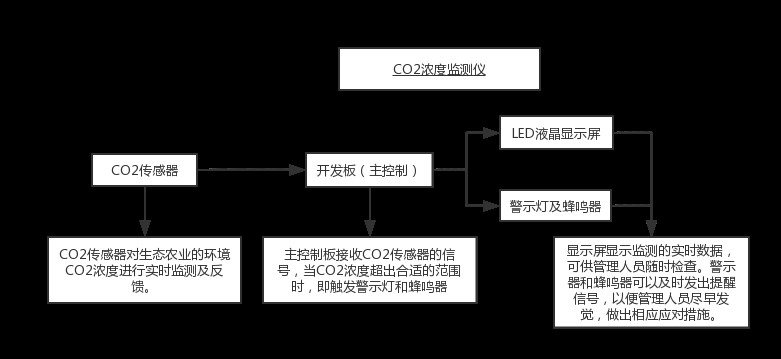 CO2浓度监测仪
LED液晶显示屏
CO2传感器
开发板（主控制）
警示灯及蜂鸣器
CO2传感器对生态农业的环境
CO2浓度进行实时监测及反
馈。
主控制板接收CO2传感器的信
号，当CO2浓度超出合适的范围
时，即触发警示灯和蜂鸣器
显示屏显示监测的实时数据，
可供管理人员随时检查。警示
器和蜂鸣器可以及时发出提醒
信号，以便管理人员尽早发
觉，做出相应应对措施。